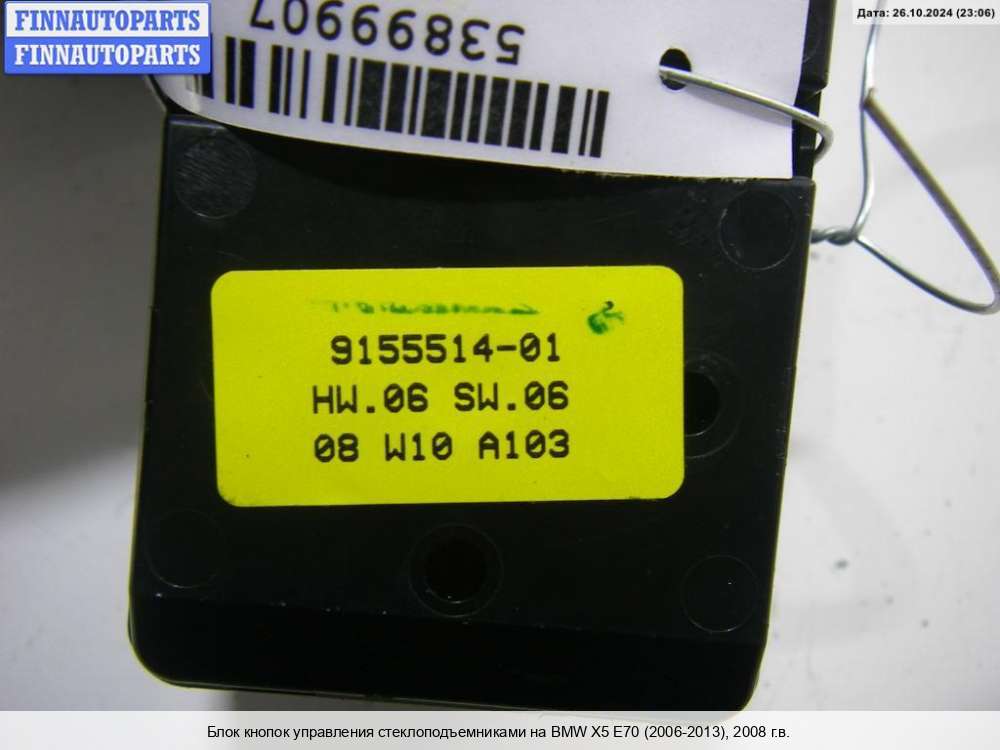 FINNAUTOPARTS
FINNAUTOPARTS
Дата: 26.10.2024 (23:06)
53899907
9155514-01
HW.06 SW.06
08 W10 A103
Блок кнопок управления стеклоподъемниками на BMW X5 E70 (2006-2013), 2008 г.в.